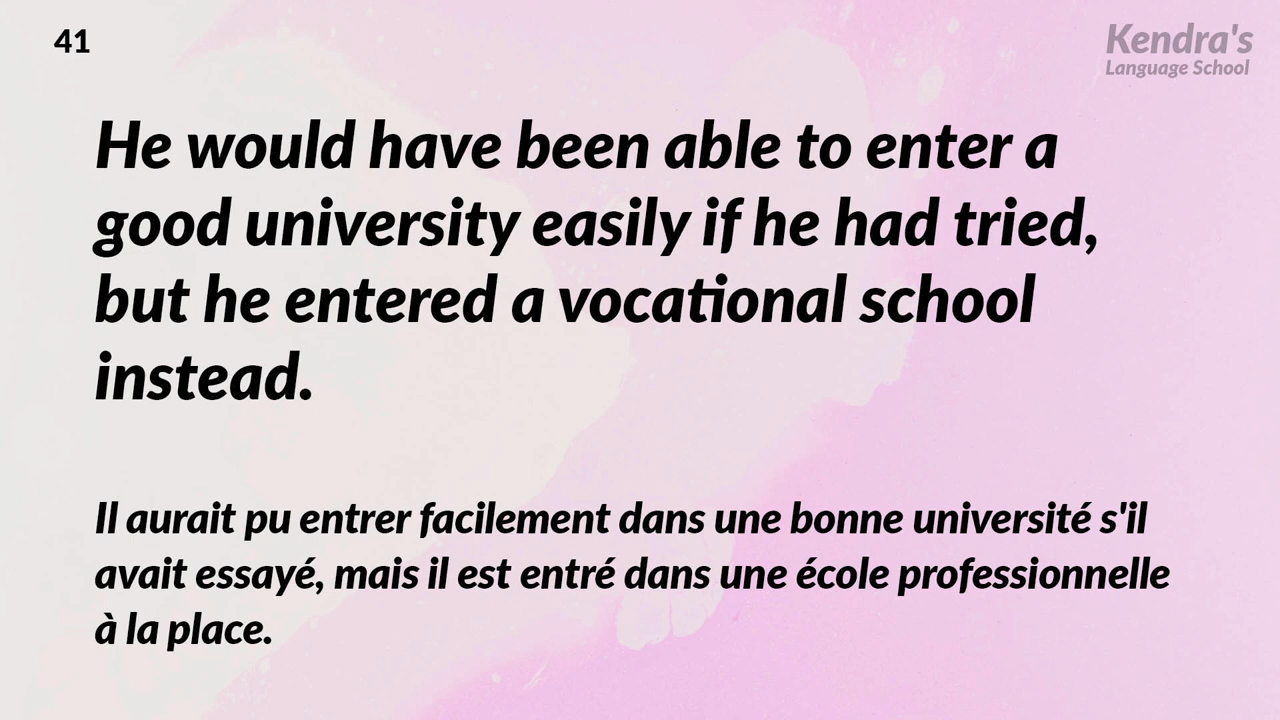 41
Kendra's
Language School
He would have been able to enter a
good university easily if he had tried,
but he entered a vocational school
instead.
Il aurait pu entrer facilement dans une bonne université s'il
avait essayé, mais il est entré dans une école professionnelle
à la place.